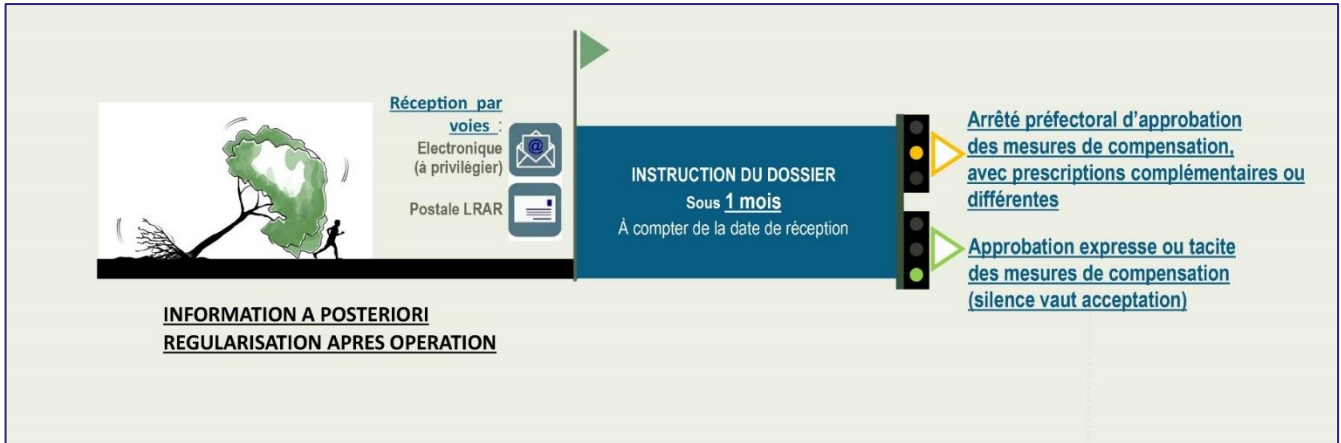 Réception par
voies :
Electronique
(à privilégier)
Postale LRAR
@
INSTRUCTION DU DOSSIER
Sous 1 mois
À compter de la date de réception
Arrêté préfectoral d’approbation
des mesures de compensation,
avec prescriptions complémentaires ou
différentes
Approbation expresse ou tacite
des mesures de compensation
(silence vaut acceptation)
INFORMATION A POSTERIORI
REGULARISATION APRES OPERATION